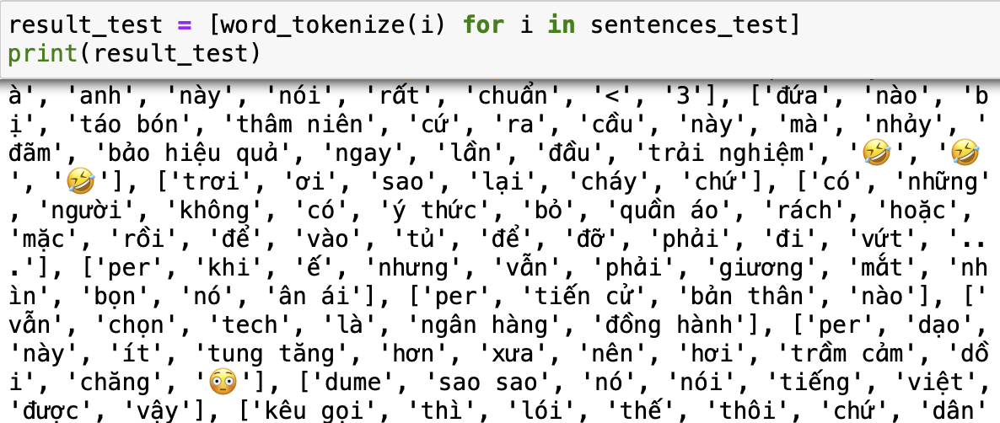 result_test = [word_tokenize(i) for i in sentences_test]
print(result_test)
à', 'anh', 'này', 'nói', 'rất', 'chuẩn', '<', '3'], ['đứa', 'nào', 'b
ị', 'táo bón', 'thâm niên', 'cứ', 'ra', 'cầu', 'này', 'mà', 'nhảy', '
đãm', 'bảo hiệu quả', 'ngay', 'lần', 'đầu', 'trải nghiệm', '🤣', '🤣
', '🤣'], ['trơi', 'ơi', 'sao', 'lại', 'cháy', 'chứ'], ['có', 'những'
, 'người', 'không', 'có', 'ý thức', 'bỏ', 'quần áo', 'rách', 'hoặc',
'mặc', 'rồi', 'để', 'vào', 'tủ', 'để', 'đỡ', 'phải', 'đi', 'vứt', '..
.'], ['per', 'khi', 'ế', 'nhưng', 'vẫn', 'phải', 'giương', 'mắt', 'nh
ìn', 'bọn', 'nó', 'ân ái'], ['per', 'tiến cử', 'bản thân', 'nào'], ['
vẫn', 'chọn', 'tech', 'là', 'ngân hàng', 'đồng hành'], ['per', 'dạo',
'này', 'ít', 'tung tăng', 'hơn', 'xưa', 'nên', 'hơi', 'trầm cảm', 'dồ
i', 'chăng', '😳'], ['dume', 'sao sao', 'nó', 'nói', 'tiếng', 'việt',
'được', 'vậy'], ['kêu gọi', 'thì', 'lói', 'thế', 'thôi', 'chứ', 'dân'